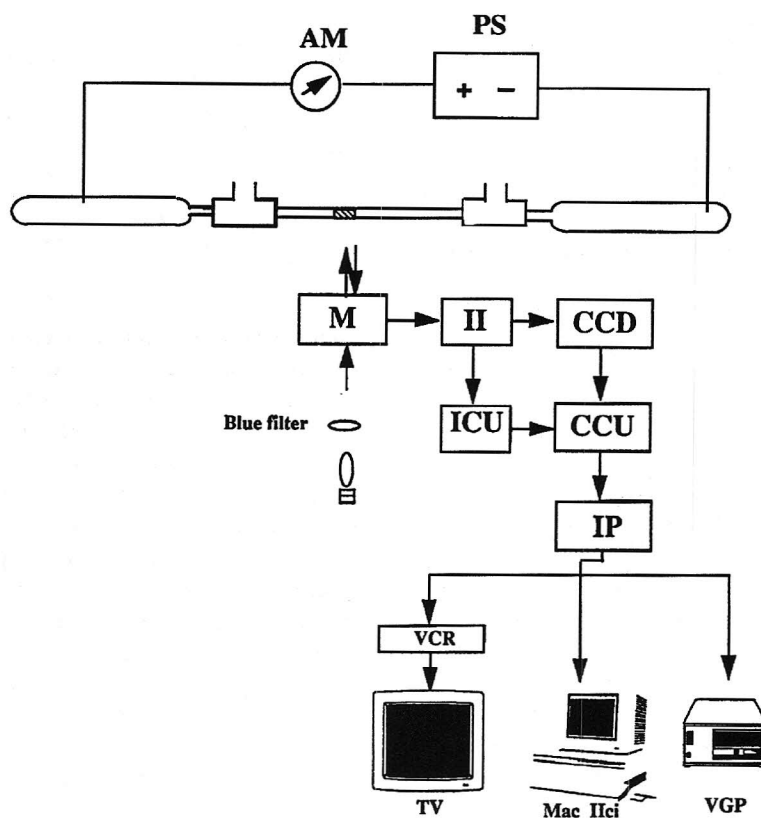 AM
PS
+ −
M
II
CCD
Blue filter
ICU
CCU
IP
VCR
TV
Mac IIci
VGP